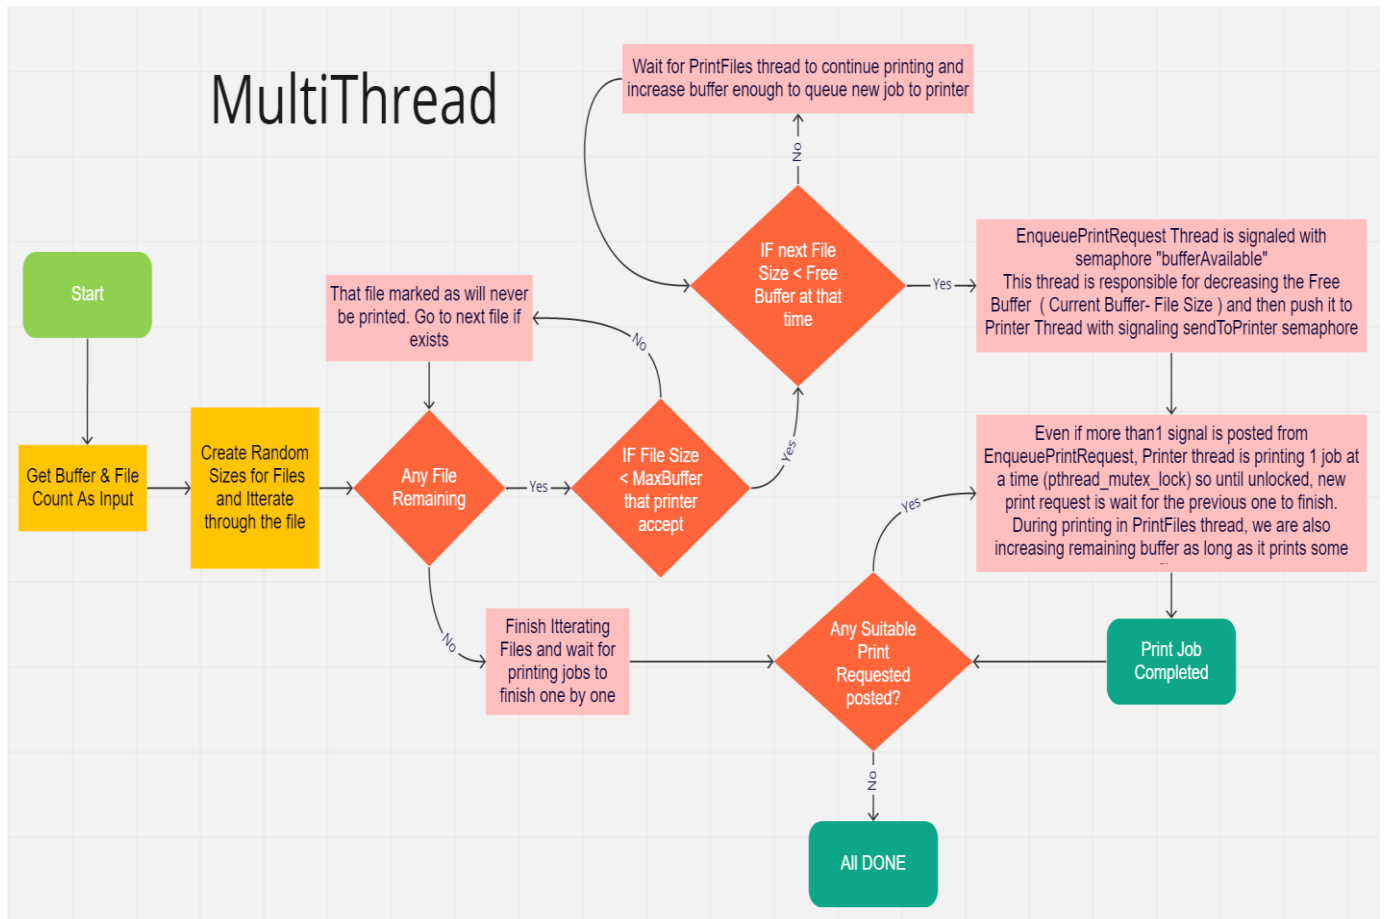 MultiThread
Wait for PrintFiles thread to continue printing and
increase buffer enough to queue new job to printer
No
IF next File
Size < Free
Buffer at that
time
Yes
EnqueuePrintRequest Thread is signaled with
semaphore "bufferAvailable"
This thread is responsible for decreasing the Free
Buffer ( Current Buffer- File Size ) and then push it to
Printer Thread with signaling sendToPrinter semaphore
Start
That file marked as will never
be printed. Go to next file if
exists
No
Get Buffer & File
Count As Input
Create Random
Sizes for Files
and Itterate
through the file
Any File
Remaining
Yes
IF File Size
< MaxBuffer
that printer
accept
Yes
Even if more than1 signal is posted from
EnqueuePrintRequest, Printer thread is printing 1 job at
a time (pthread_mutex_lock) so until unlocked, new
print request is wait for the previous one to finish.
During printing in PrintFiles thread, we are also
increasing remaining buffer as long as it prints some
Yes
No
Finish Itterating
Files and wait for
printing jobs to
finish one by one
Any Suitable
Print
Requested
posted?
Print Job
Completed
No
All DONE